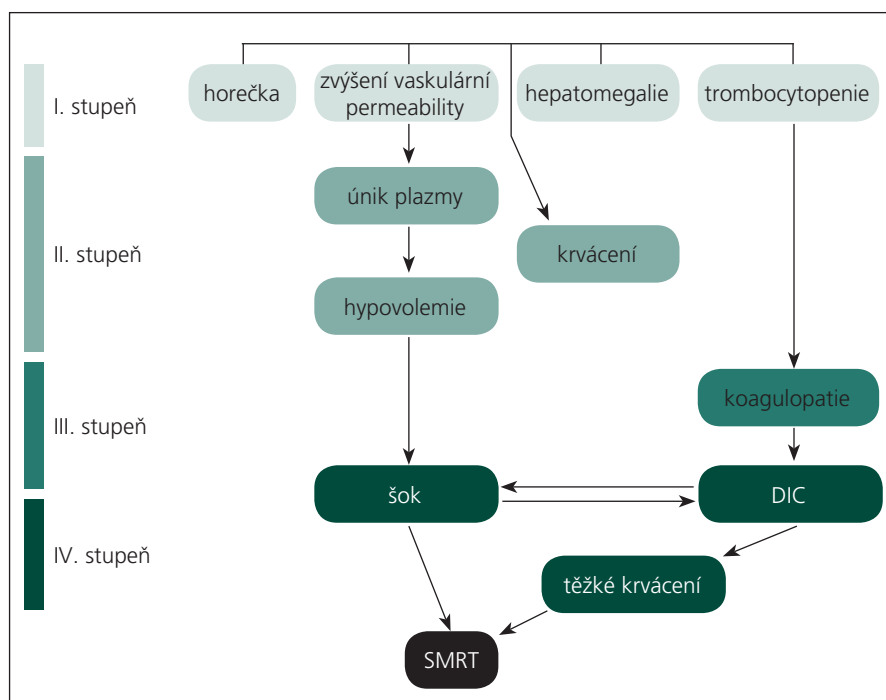 I. stupeň
horečka
zvýšení vaskulární
permeability
hepatomegalie
trombocytopenie
II. stupeň
únik plazmy
krvácení
hypovolemie
III. stupeň
koagulopatie
šok
DIC
IV. stupeň
těžké krvácení
SMRT